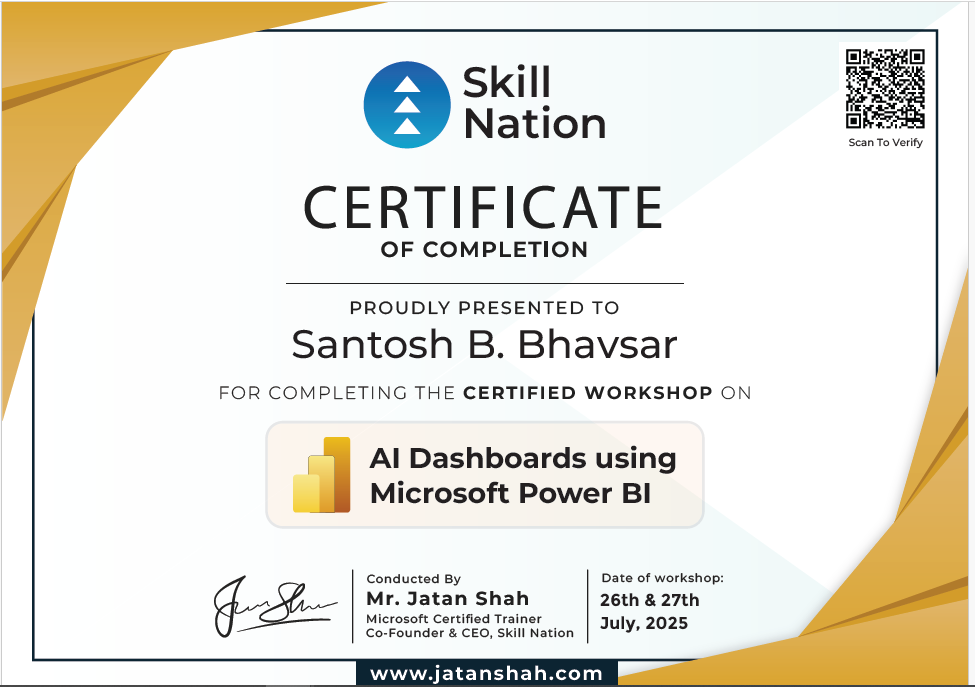 Skill
Nation
Scan To Verify
CERTIFICATE
OF COMPLETION
PROUDLY PRESENTED TO
Santosh B. Bhavsar
FOR COMPLETING THE CERTIFIED WORKSHOP ON
AI Dashboards using
Microsoft Power BI
Conducted By
Mr. Jatan Shah
Microsoft Certified Trainer
Co-Founder & CEO, Skill Nation
Date of workshop:
26th & 27th
July, 2025
www.jatanshah.com